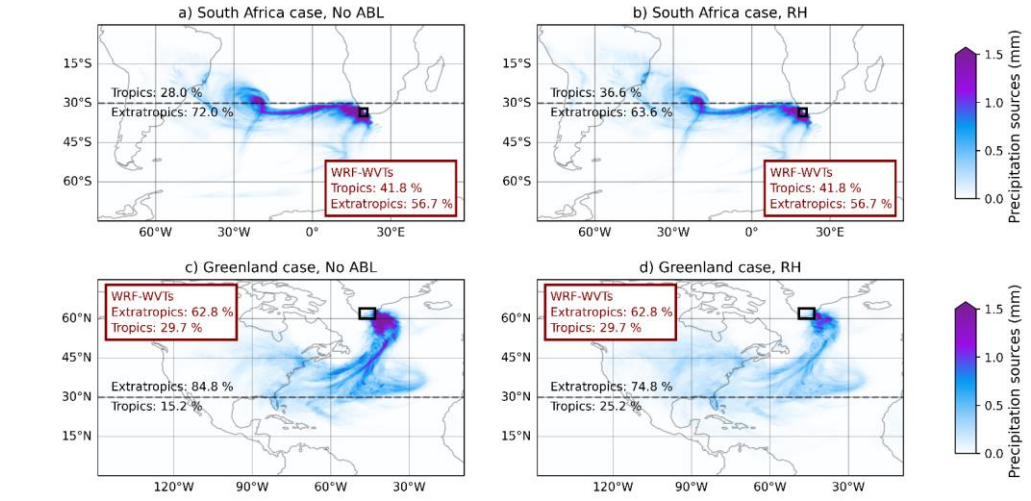 a) South Africa case, No ABL
b) South Africa case, RH
15°S
30°S
45°S
60°S
Tropics: 28.0 %
Extratropics: 72.0 %
WRF-WVTs
Tropics: 41.8 %
Extratropics: 56.7 %
60°W
30°W
0°
30°E
15°S
30°S
45°S
60°S
Tropics: 36.6 %
Extratropics: 63.6 %
WRF-WVTs
Tropics: 41.8 %
Extratropics: 56.7 %
60°W
30°W
0°
30°E
1.5
1.0
0.5
0.0
Precipitation sources (mm)
c) Greenland case, No ABL
d) Greenland case, RH
WRF-WVTs
Extratropics: 62.8 %
Tropics: 29.7 %
60°N
45°N
30°N
15°N
Extratropics: 84.8 %
Tropics: 15.2 %
120°W
90°W
60°W
30°W
WRF-WVTs
Extratropics: 62.8 %
Tropics: 29.7 %
60°N
45°N
30°N
15°N
Extratropics: 74.8 %
Tropics: 25.2 %
120°W
90°W
60°W
30°W
1.5
1.0
0.5
0.0
Precipitation sources (mm)